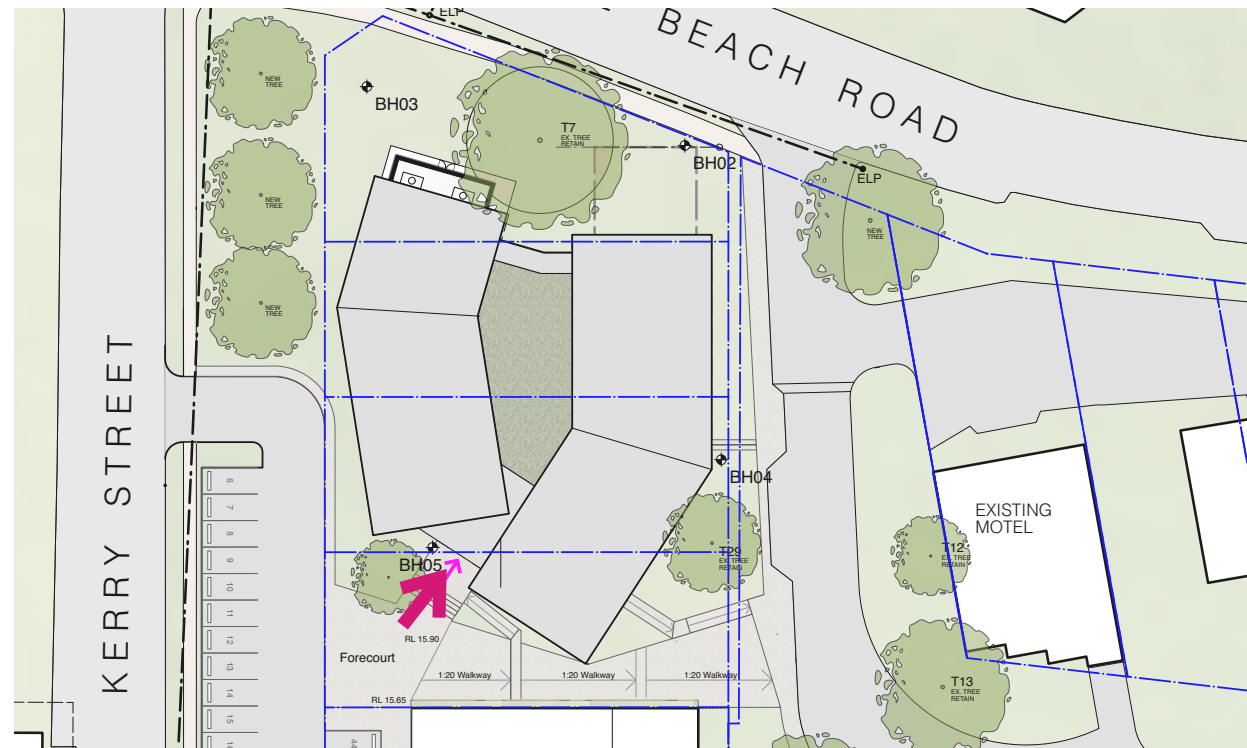 ELP
BEACH ROAD
NEW
TREE
BH03
T7
EX. TREE
RETAIN
BH02
ELP
NEW
TREE
NEW
TREE
NEW
TREE
KERRY STREET
BH04
6
7
8
9
10
11
12
13
14
15
EXISTING
MOTEL
T29
EX. TREE
RETAIN
T12
EX. TREE
RETAIN
BH05
RL 15.90
Forecourt
1:20 Walkway
1:20 Walkway
1:20 Walkway
T13
EX. TREE
RETAIN
RL 15.65